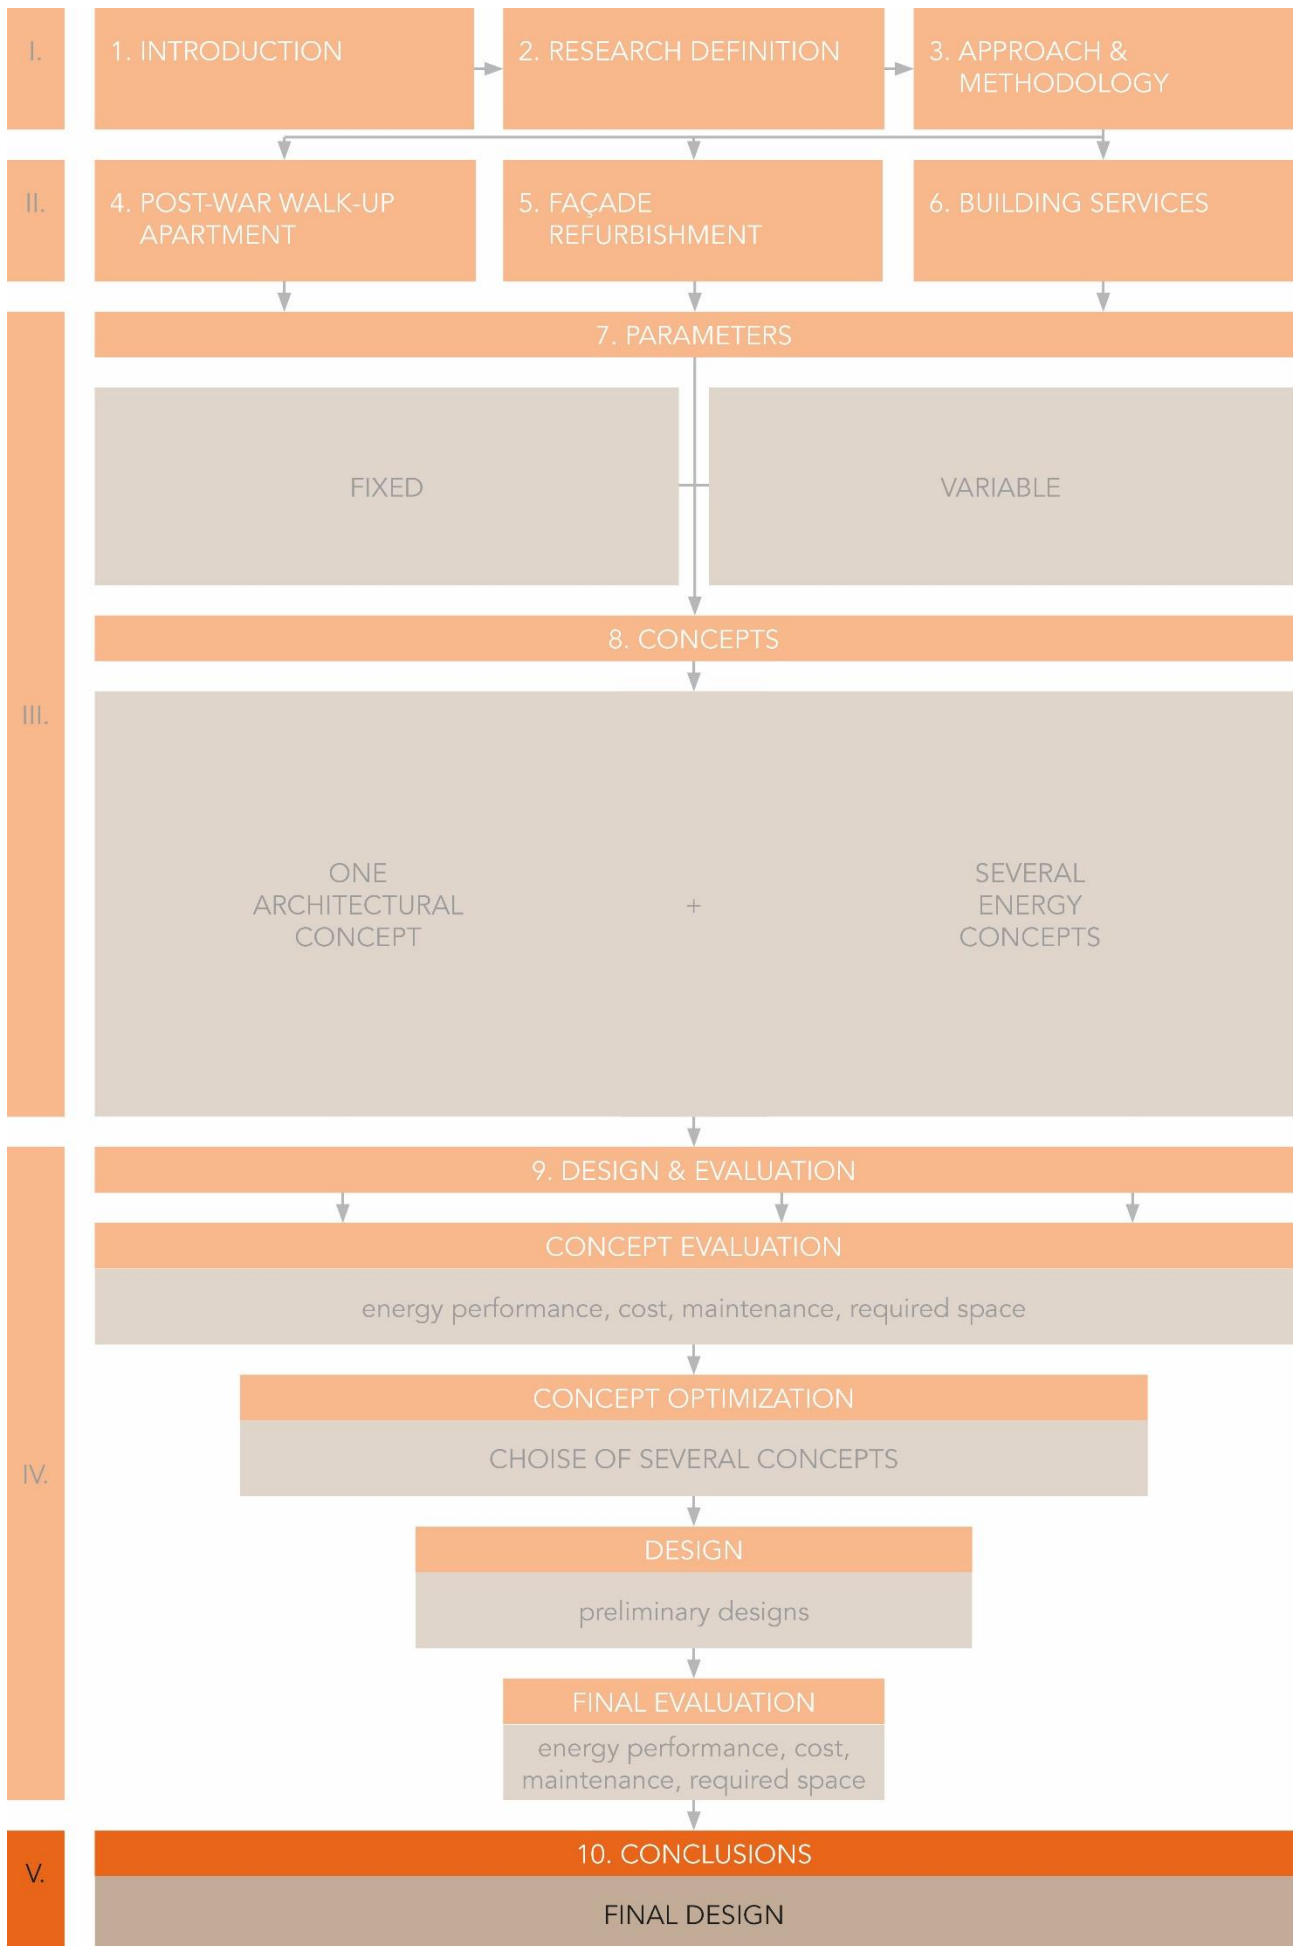 I.
1. INTRODUCTION
2. RESEARCH DEFINITION
3. APPROACH &
METHODOLOGY
II.
4. POST-WAR WALK-UP
APARTMENT
5. FAÇADE
REFURBISHMENT
6. BUILDING SERVICES
III.
7. PARAMETERS
FIXED
VARIABLE
8. CONCEPTS
ONE
ARCHITECTURAL
CONCEPT
+
SEVERAL
ENERGY
CONCEPTS
IV.
9. DESIGN & EVALUATION
CONCEPT EVALUATION
energy performance, cost, maintenance, required space
CONCEPT OPTIMIZATION
CHOISE OF SEVERAL CONCEPTS
DESIGN
preliminary designs
FINAL EVALUATION
energy performance, cost,
maintenance, required space
V.
10. CONCLUSIONS
FINAL DESIGN